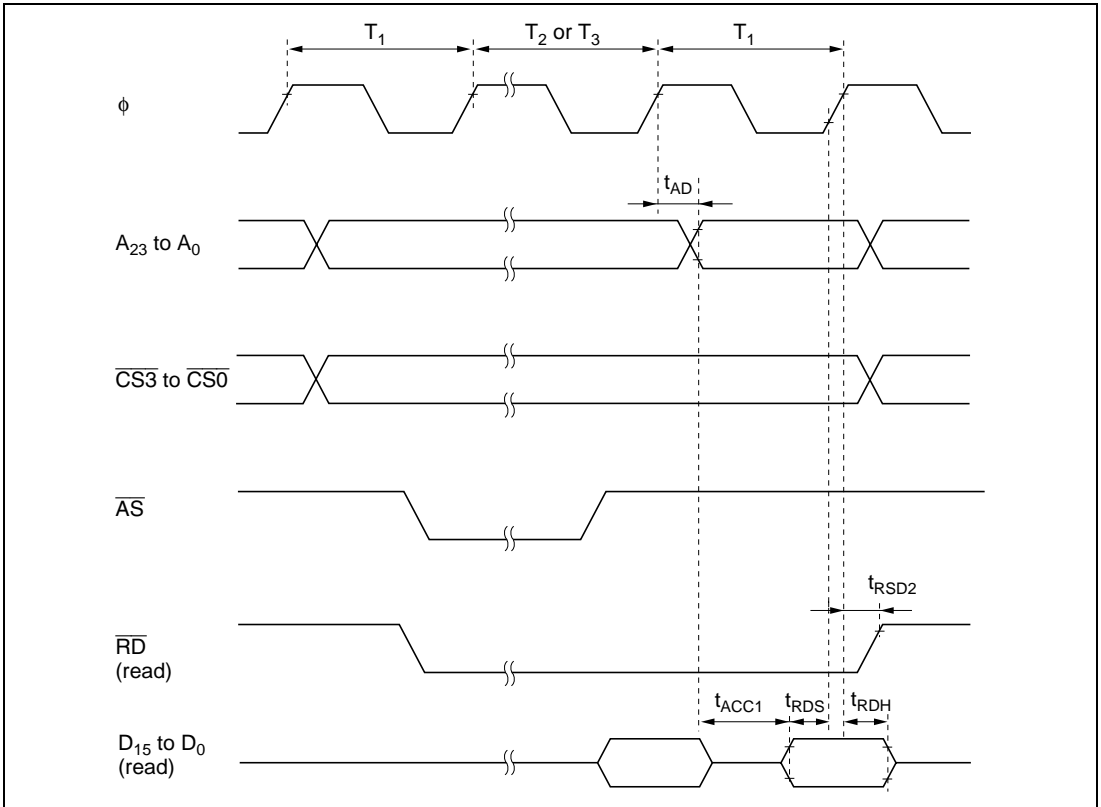 T1 T2 or T3 T1
φ
tAD
A23 to A0
CS3 to CS0
AS
tRSD2
RD
(read)
tACC1 tRDS tRDH
D15 to D0
(read)